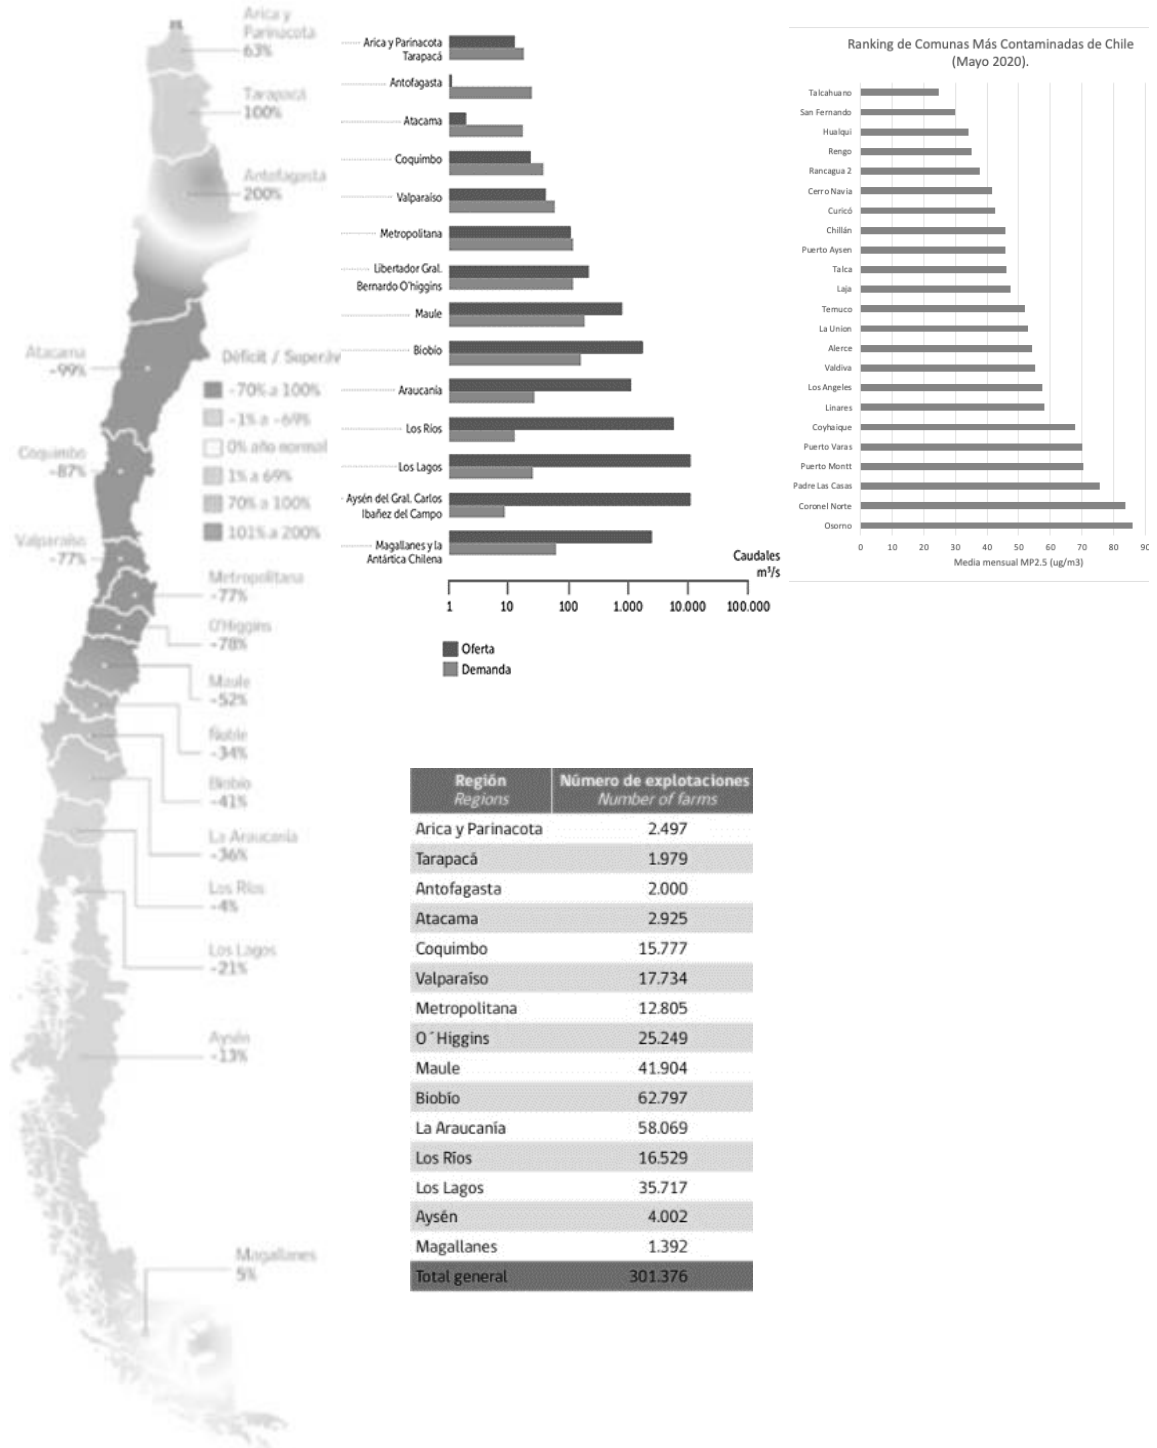 Arica y
Parinacota
63%
Tarapacá
100%
Antofagasta
200%
Atacama
-99%
Déficit / Superáv
-70% a 100%
-1% a -69%
0% año normal
1% a 69%
70% a 100%
101% a 200%
Coquimbo
-87%
Valparaíso
-77%
Metropolitana
-77%
O'Higgins
-78%
Maule
-52%
Ñuble
-34%
Biobío
-41%
La Araucanía
-36%
Los Ríos
-4%
Los Lagos
-21%
Aysén
-13%
Magallanes
5%
Arica y Parinacota
Tarapacá
Antofagasta
Atacama
Coquimbo
Valparaíso
Metropolitana
Libertador Gral.
Bernardo O'higgins
Maule
Biobío
Araucanía
Los Ríos
Los Lagos
Aysén del Gral. Carlos
Ibañez del Campo
Magallanes y la
Antártica Chilena
Caudales
m³/s
1 10 100 1.000 10.000 100.000
Oferta
Demanda
Ranking de Comunas Más Contaminadas de Chile
(Mayo 2020).
Talcahuano
San Fernando
Hualqui
Rengo
Rancagua 2
Cerro Navia
Curicó
Chillán
Puerto Aysen
Talca
Laja
Temuco
La Union
Alerce
Valdiva
Los Angeles
Linares
Coyhaique
Puerto Varas
Puerto Montt
Padre Las Casas
Coronel Norte
Osorno
0 10 20 30 40 50 60 70 80 90
Media mensual MP2.5 (ug/m3)
Región Número de explotaciones
Regions Number of farms
Arica y Parinacota 2.497
Tarapacá 1.979
Antofagasta 2.000
Atacama 2.925
Coquimbo 15.777
Valparaíso 17.734
Metropolitana 12.805
O´Higgins 25.249
Maule 41.904
Biobío 62.797
La Araucanía 58.069
Los Ríos 16.529
Los Lagos 35.717
Aysén 4.002
Magallanes 1.392
Total general 301.376